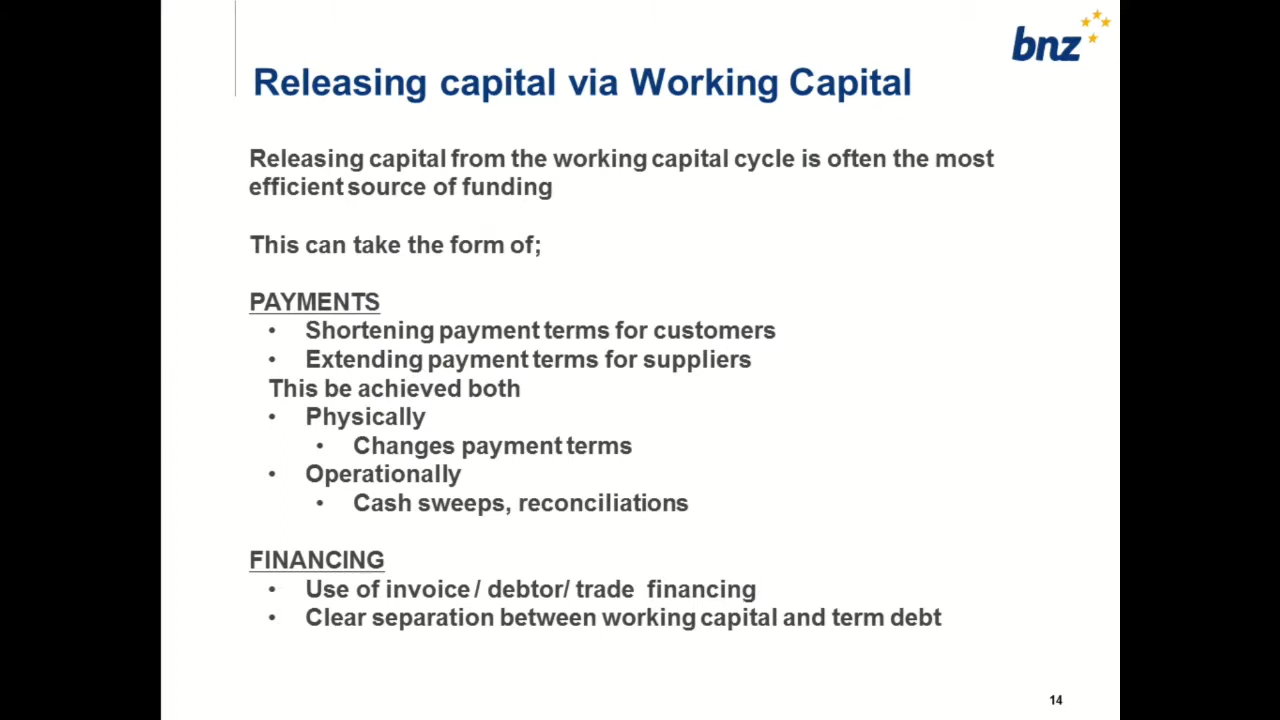 bnz
Releasing capital via Working Capital
Releasing capital from the working capital cycle is often the most
efficient source of funding
This can take the form of;
PAYMENTS
• Shortening payment terms for customers
• Extending payment terms for suppliers
This be achieved both
• Physically
• Changes payment terms
• Operationally
• Cash sweeps, reconciliations
FINANCING
• Use of invoice / debtor/ trade financing
• Clear separation between working capital and term debt
14